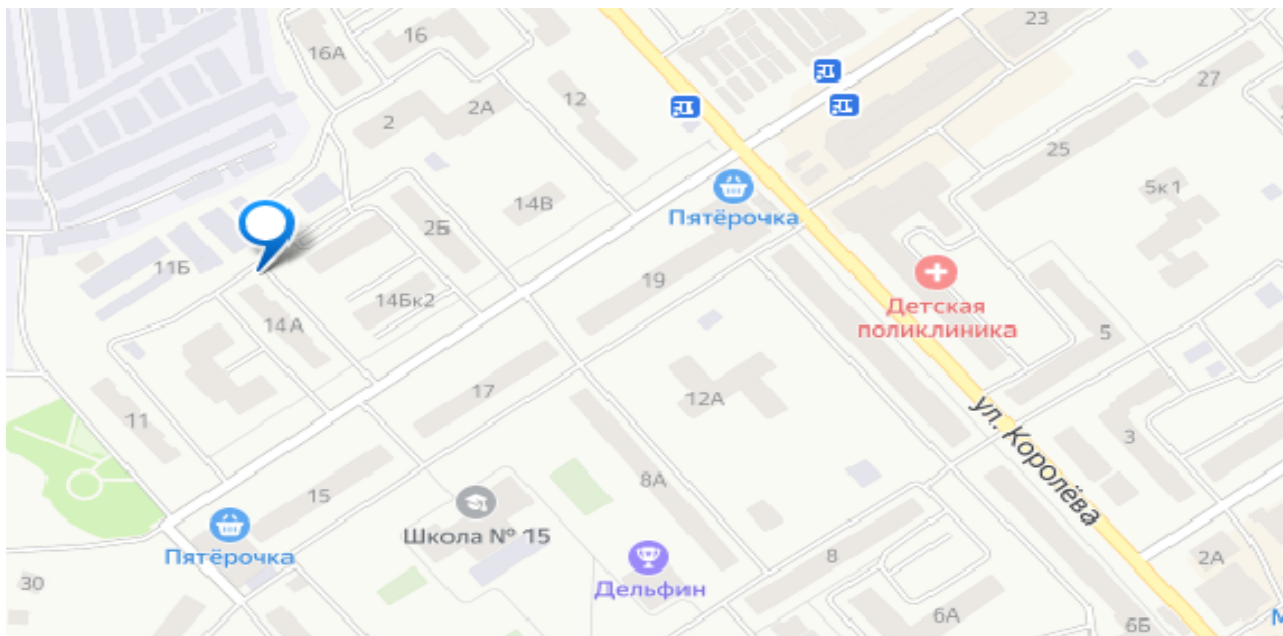 23
16
16А
27
2А
12
2
25
5к1
14В
Пятёрочка
2Б
11Б
19
14Бк2
Детская
поликлиника
14А
5
17
12А
ул. Королёва
11
3
8А
15
Школа № 15
Пятёрочка
8
2А
30
Дельфин
6А
6Б
М